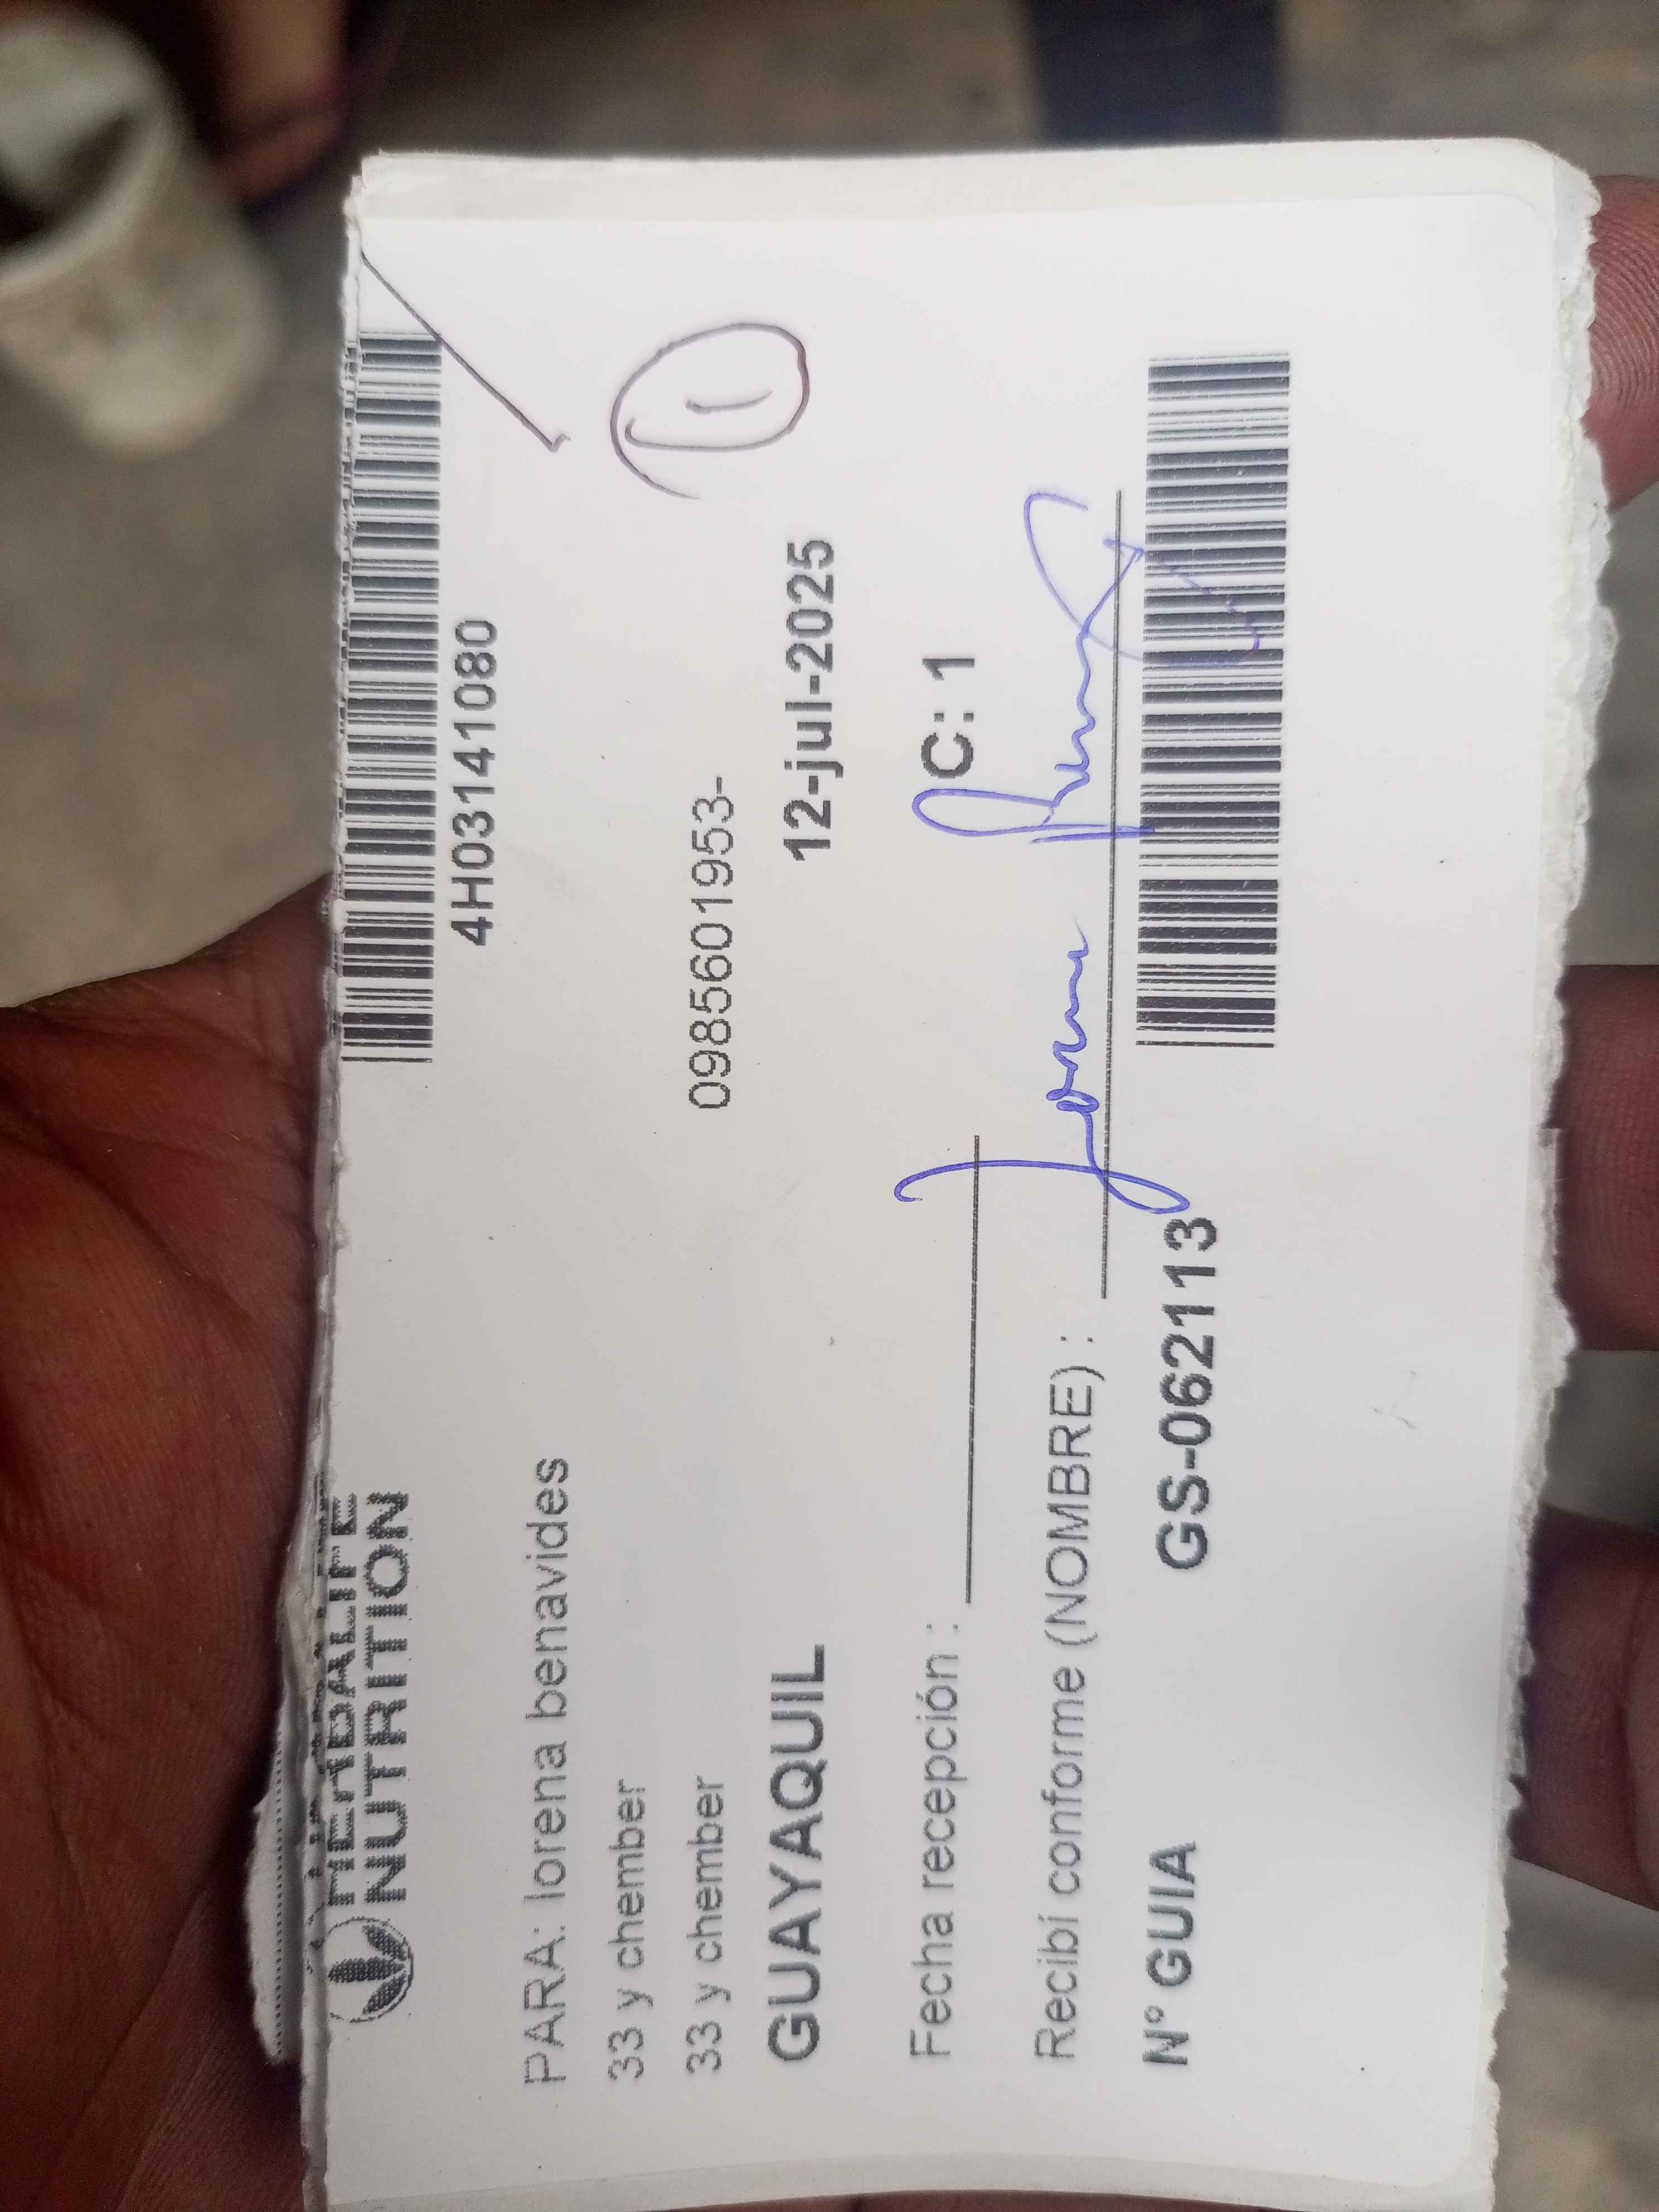 HERBALIFE
NUTRITION
4H03141080
PARA: lorena benavides
33 y chember
33 y chember
0985601953-
GUAYAQUIL
12-jul-2025
Fecha recepción :
C: 1
Recibí conforme (NOMBRE) :
N° GUIA
GS-062113